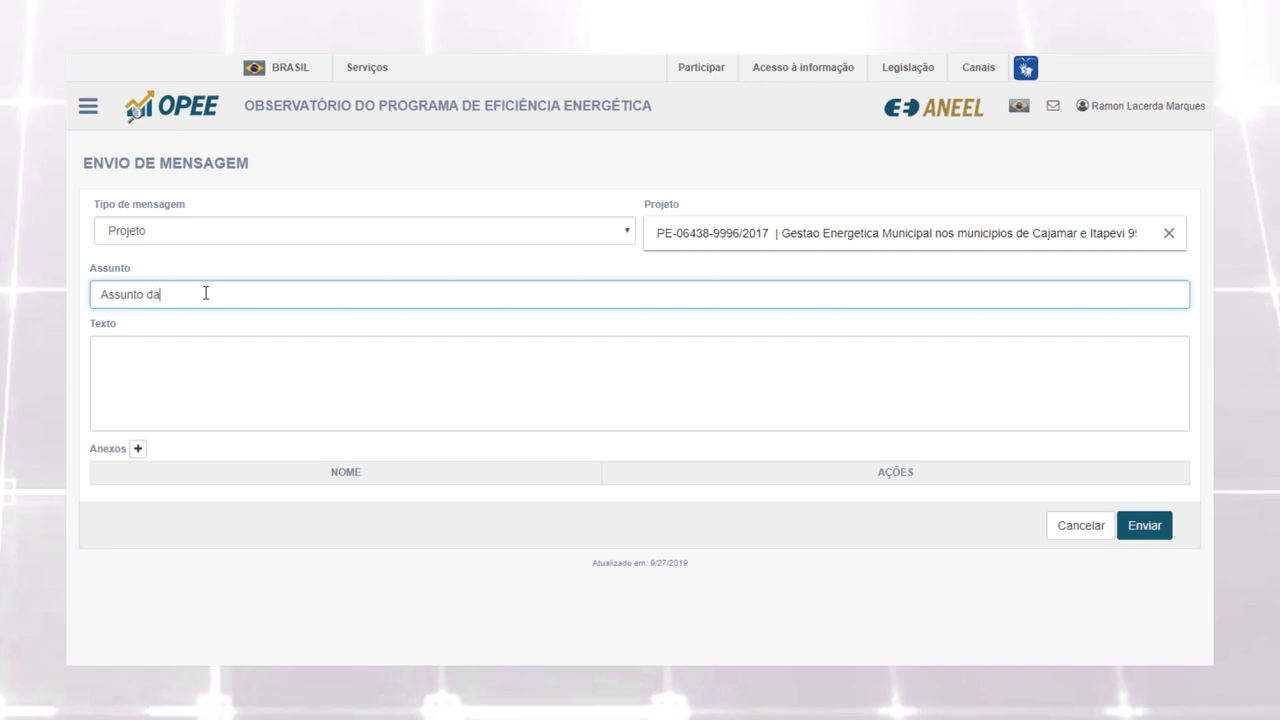 BRASIL Serviços Participar Acesso à informação Legislação Canais
OPEE OBSERVATÓRIO DO PROGRAMA DE EFICIÊNCIA ENERGÉTICA ANEEL Ramon Lacerda Marques
ENVIO DE MENSAGEM
Tipo de mensagem Projeto
Projeto PE-06438-9996/2017 | Gestao Energetica Municipal nos municipios de Cajamar e Itapevi
Assunto
Assunto da
Texto
Anexos +
NOME AÇÕES
Cancelar Enviar
Atualizado em: 9/27/2019